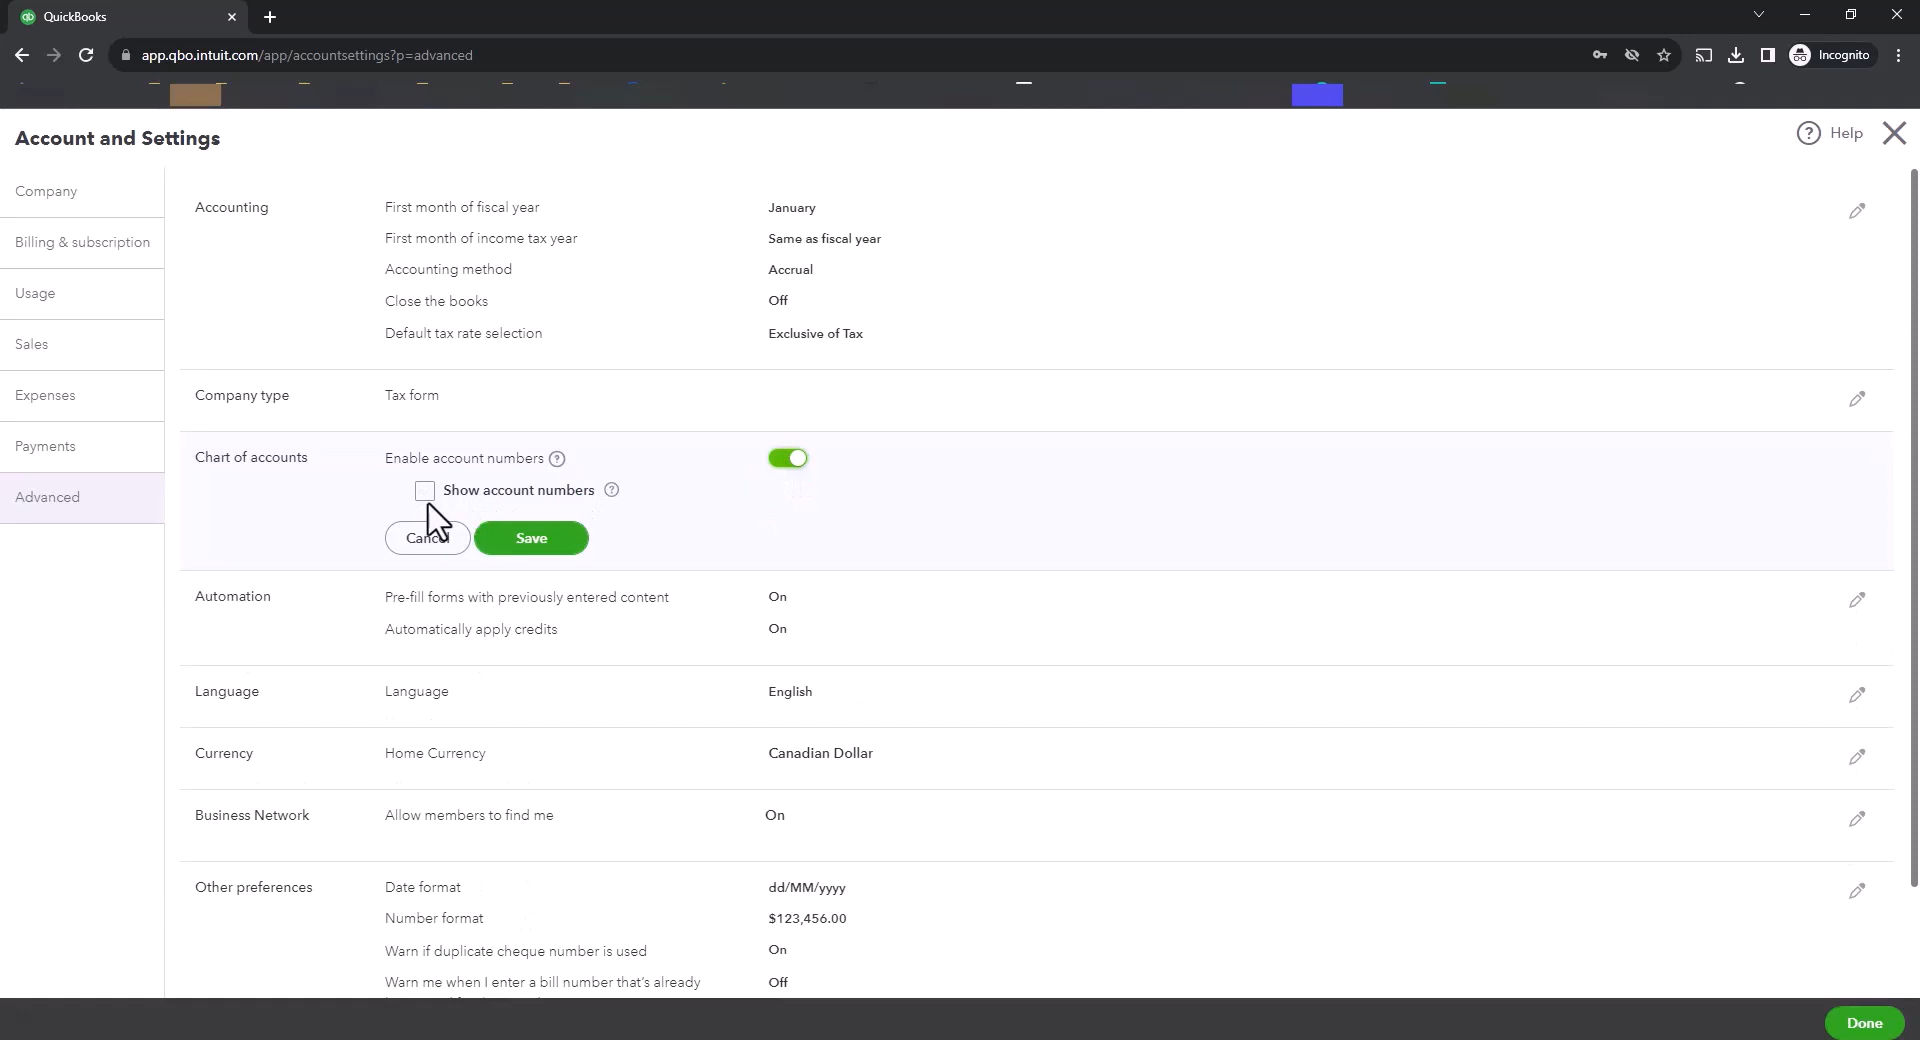 QuickBooks
app.qbo.intuit.com/app/accountsettings?p=advanced
Incognito
Account and Settings
Help
Company
Billing & subscription
Usage
Sales
Expenses
Payments
Advanced
Accounting
First month of fiscal year January
First month of income tax year Same as fiscal year
Accounting method Accrual
Close the books Off
Default tax rate selection Exclusive of Tax
Company type Tax form
Chart of accounts Enable account numbers ?
Show account numbers ?
Cancel Save
Automation Pre-fill forms with previously entered content On
Automatically apply credits On
Language Language English
Currency Home Currency Canadian Dollar
Business Network Allow members to find me On
Other preferences Date format dd/MM/yyyy
Number format $123,456.00
Warn if duplicate cheque number is used On
Warn me when I enter a bill number that's already Off
Done